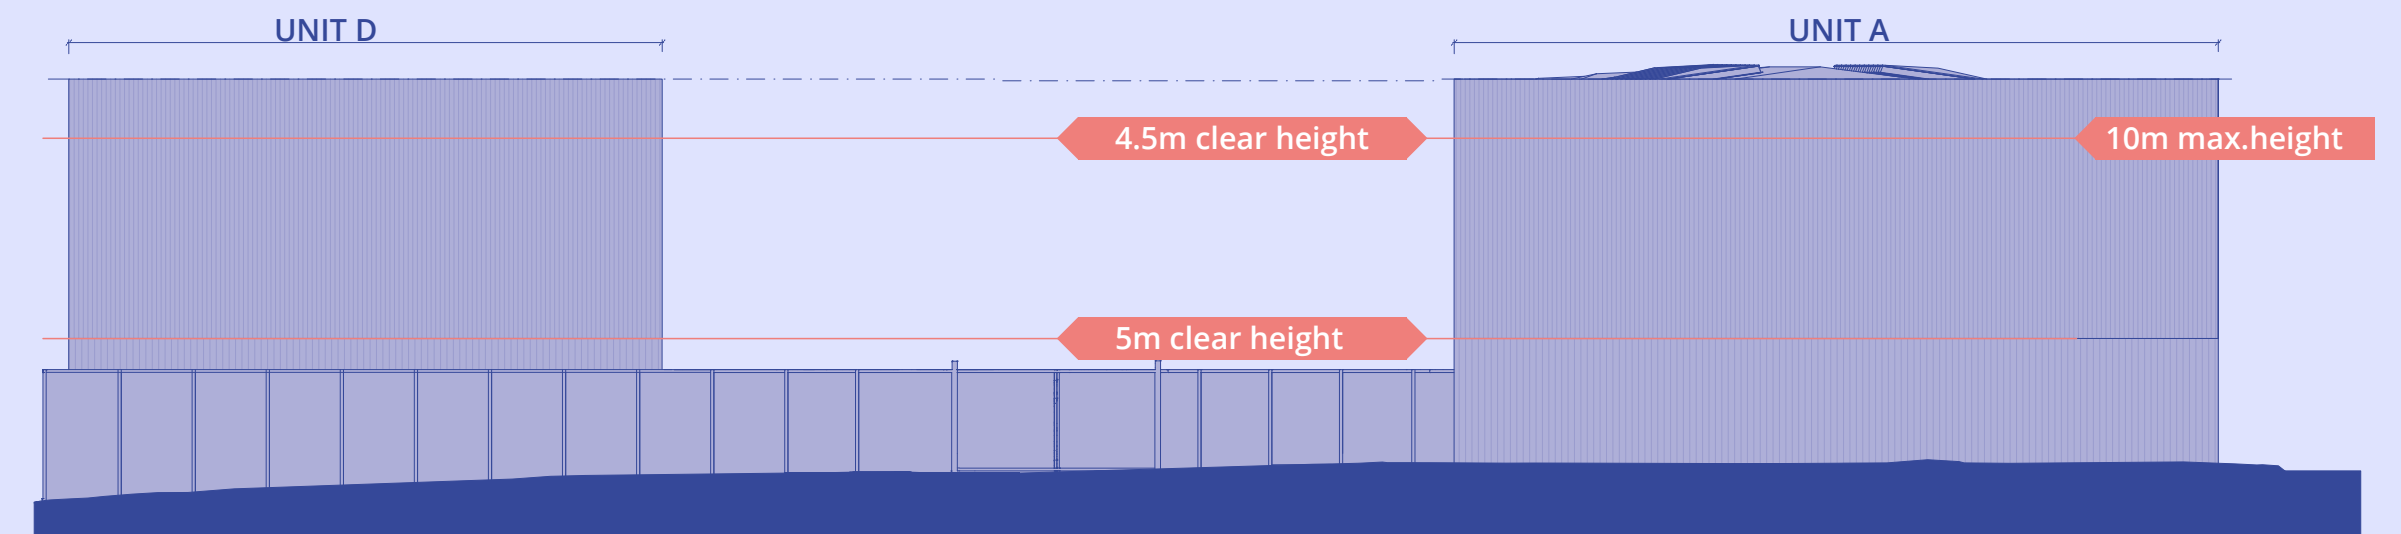 UNIT D
UNIT A
4.5m clear height
10m max.height
5m clear height